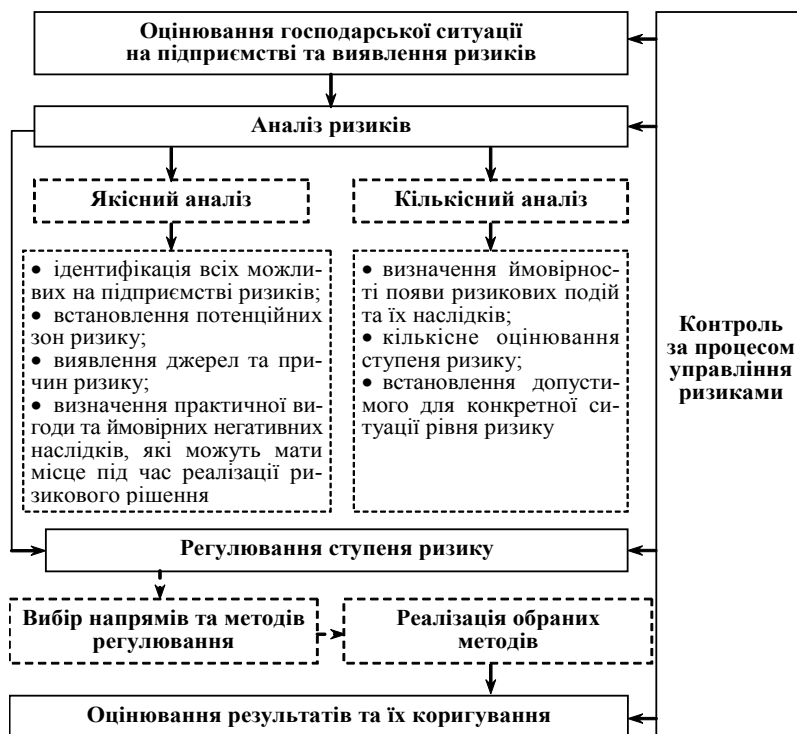 Оцінювання господарської ситуації
на підприємстві та виявлення ризиків
Аналіз ризиків
Якісний аналіз
Кількісний аналіз
• ідентифікація всіх можли-
вих на підприємстві ризиків;
• встановлення потенційних
зон ризику;
• виявлення джерел та при-
чин ризику;
• визначення практичної ви-
годи та ймовірних негативних
наслідків, які можуть мати
місце під час реалізації ри-
зикового рішення
• визначення ймовірнос-
ті появи ризикових подій
та їх наслідків;
• кількісне оцінювання
ступеня ризику;
• встановлення допусти-
мого для конкретної си-
туації рівня ризику
Контроль
за процесом
управління
ризиками
Регулювання ступеня ризику
Вибір напрямів та методів
регулювання
Реалізація обраних
методів
Оцінювання результатів та їх коригування